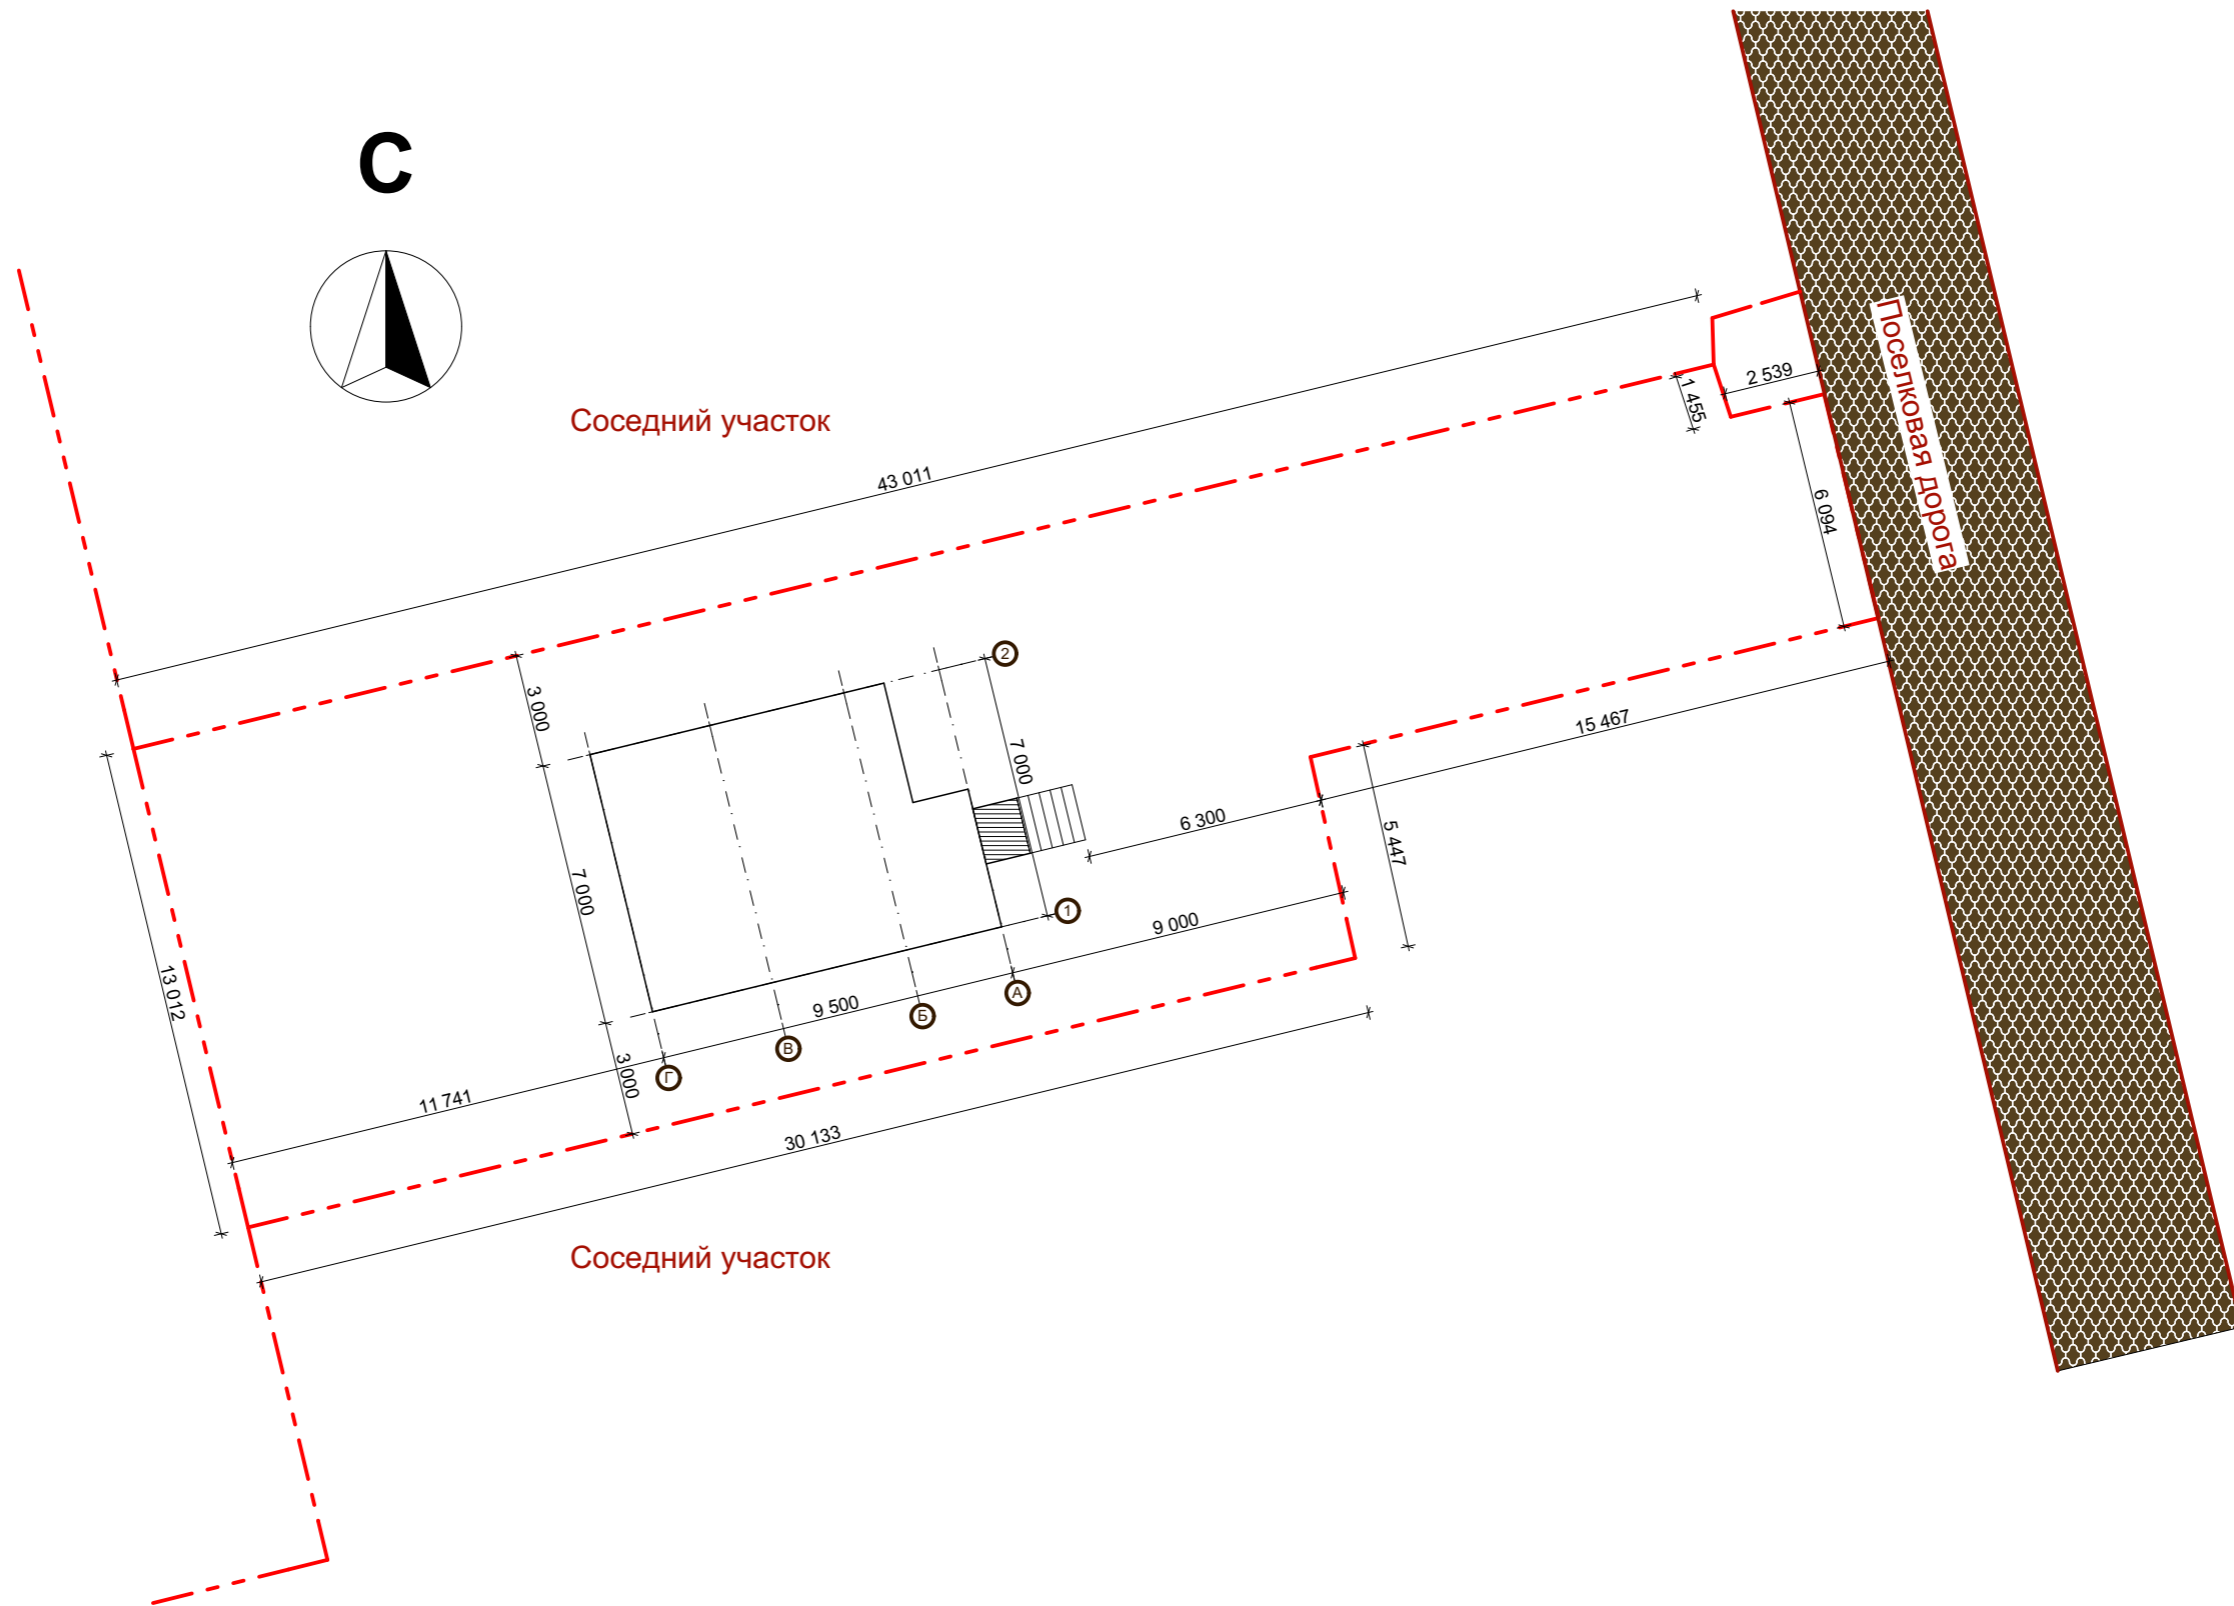 С
Соседний участок
Поселковая дорога
43 011
2 539
1 455
6 094
3 000
2
7 000
15 467
6 300
5 447
7 000
1
9 000
13 012
9 500
А
Б
В
Г
3 000
11 741
30 133
Соседний участок